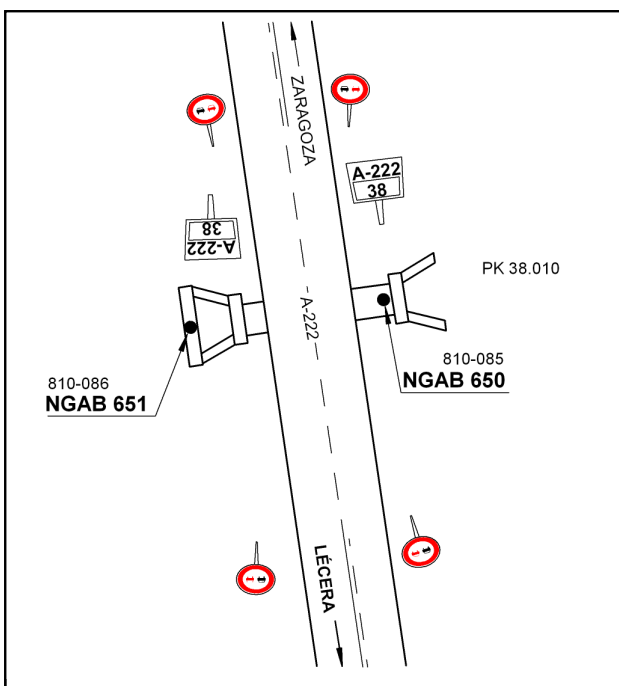 ZARAGOZA
A-222
38
A-222
38
PK 38.010
A-222
810-085
NGAB 650
810-086
NGAB 651
LÉCERA